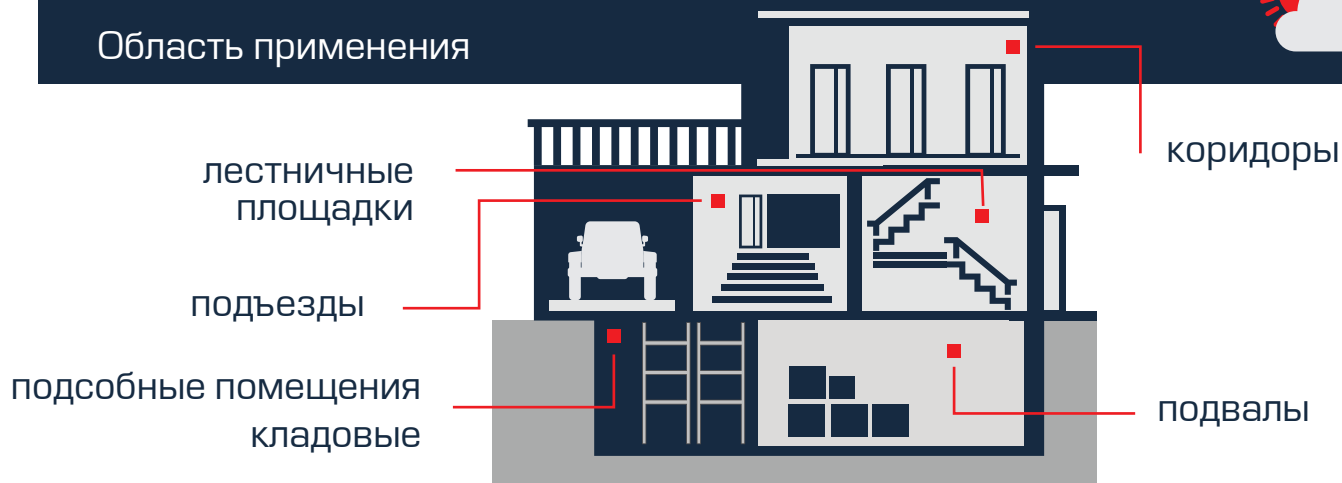 Область применения
лестничные
площадки
коридоры
подъезды
подсобные помещения
кладовые
подвалы